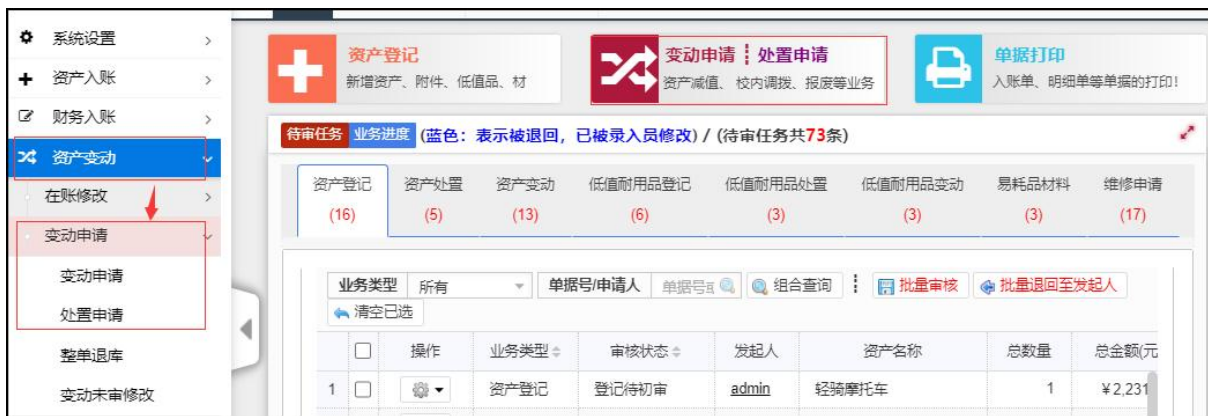 系统设置
资产入账
财务入账
资产变动
在账修改
变动申请
变动申请
处置申请
整单退库
变动未审修改
资产登记
新增资产、附件、低值品、材
变动申请 ┊ 处置申请
资产减值、校内调拨、报废等业务
单据打印
入账单、明细单等单据的打印!
待审任务 业务进度 (蓝色：表示被退回，已被录入员修改) / (待审任务共73条)
资产登记 资产处置 资产变动 低值耐用品登记 低值耐用品处置 低值耐用品变动 易耗品材料 维修申请
(16) (5) (13) (6) (3) (3) (3) (17)
业务类型 所有 单据号/申请人 单据号 组合查询 ┊ 批量审核 批量退回至发起人
清空已选
操作 业务类型 审核状态 发起人 资产名称 总数量 总金额(元
1 资产登记 登记待初审 admin 轻骑摩托车 1 ¥2,231